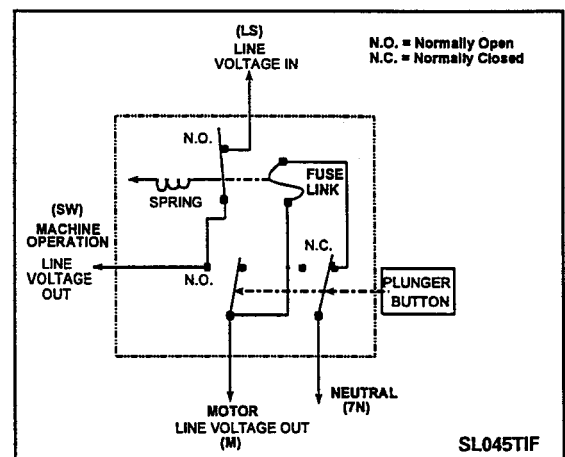 (LS)
LINE
VOLTAGE IN
N.O. = Normally Open
N.C. = Normally Closed
N.O.
FUSE
LINK
SPRING
(SW)
MACHINE
OPERATION
LINE
VOLTAGE
OUT
N.O.
N.C.
PLUNGER
BUTTON
MOTOR
LINE VOLTAGE OUT
(M)
NEUTRAL
(7N)
SL045TIF